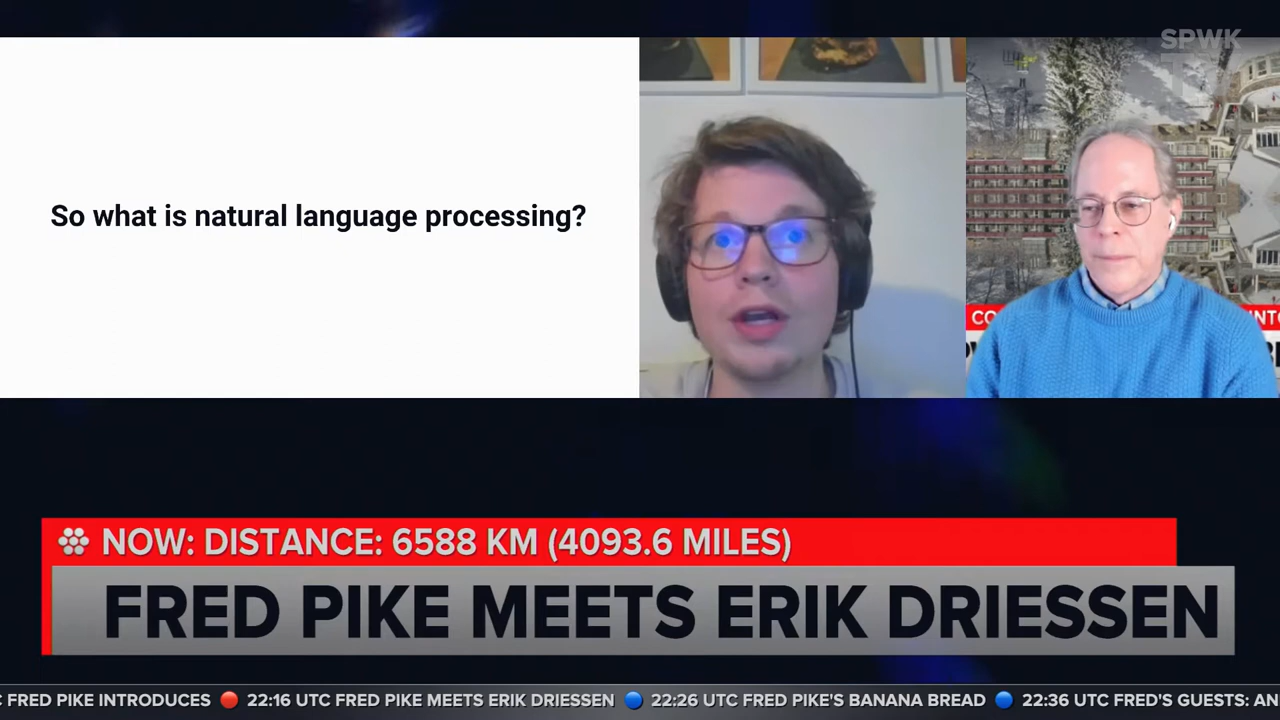 SPWK
So what is natural language processing?
CO
INTO
NOW: DISTANCE: 6588 KM (4093.6 MILES)
FRED PIKE MEETS ERIK DRIESSEN
C FRED PIKE INTRODUCES 🔴 22:16 UTC FRED PIKE MEETS ERIK DRIESSEN 🔵 22:26 UTC FRED PIKE'S BANANA BREAD 🔵 22:36 UTC FRED'S GUESTS: AN